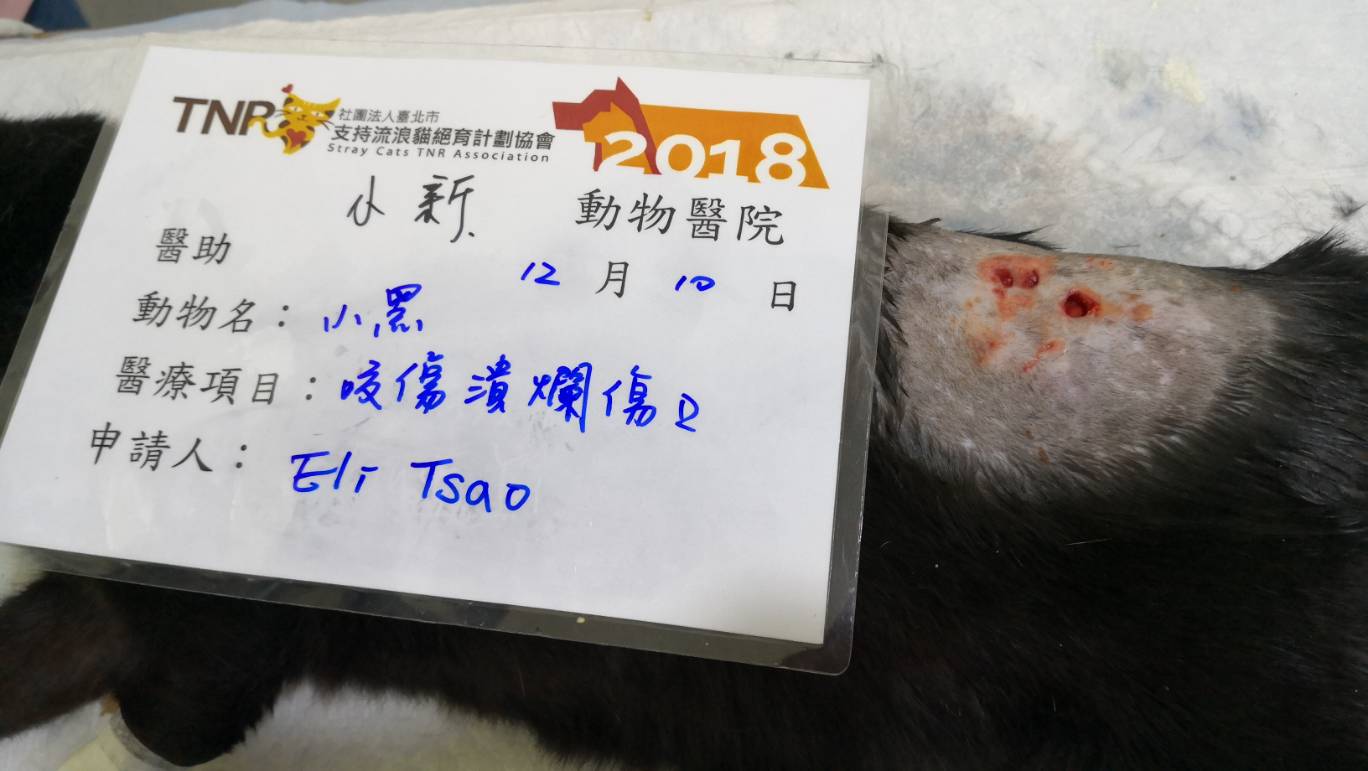 TNR 社團法人臺北市
支持流浪貓絕育計劃協會
Stray Cats TNR Association
2018
小新 動物醫院
醫助
12 月 10 日
動物名：小黑
醫療項目：咬傷潰爛傷口
申請人：Eli Tsao